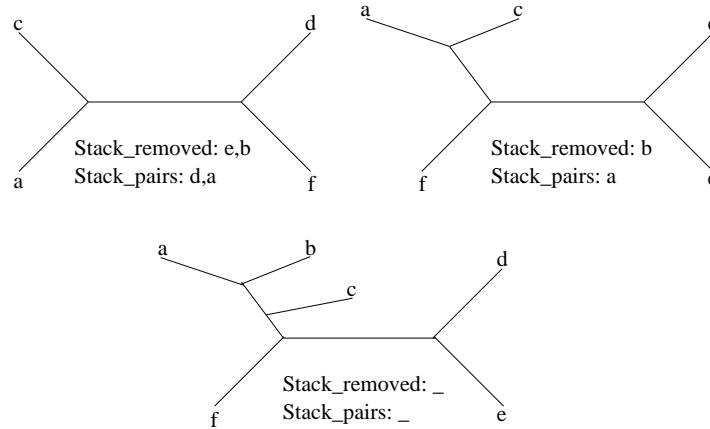 c
d
Stack_removed: e,b
Stack_pairs: d,a
a
f
a
c
Stack_removed: b
Stack_pairs: a
f
a
b
c
d
Stack_removed: _
Stack_pairs: _
f
e